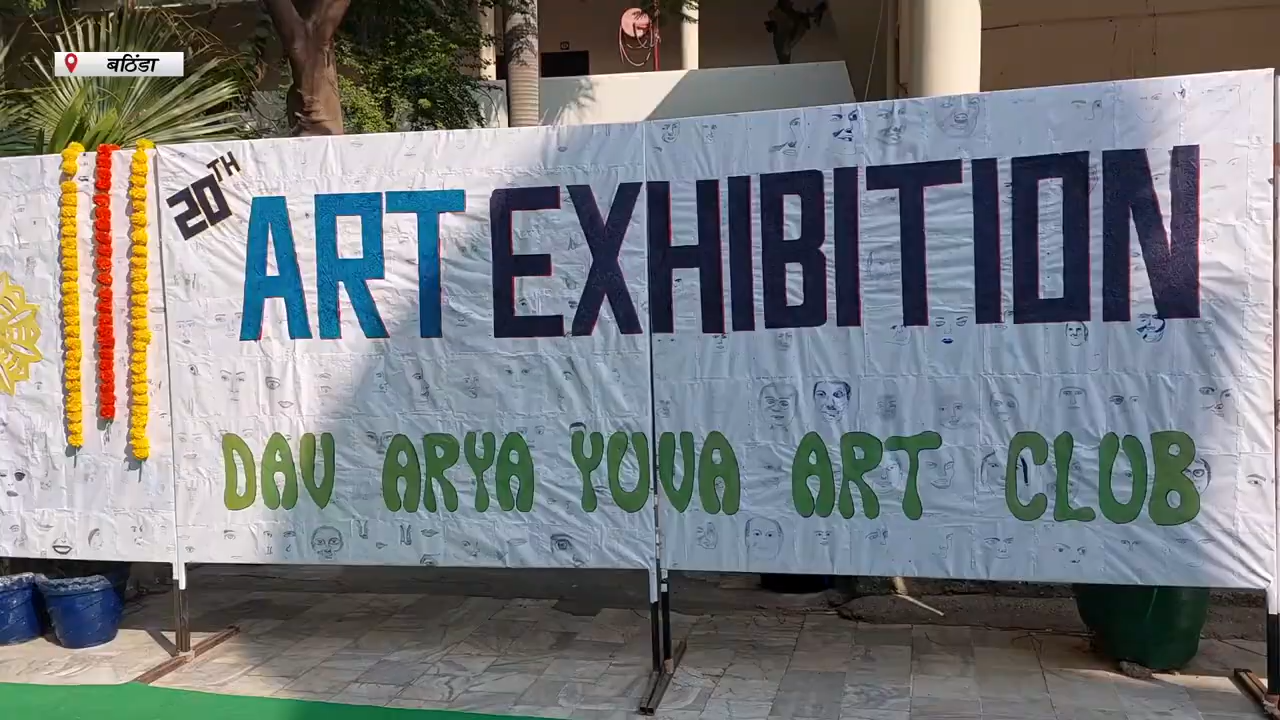 बठिंडा
20TH
ART EXHIBITION
DAV ARYA YUVA ART CLUB